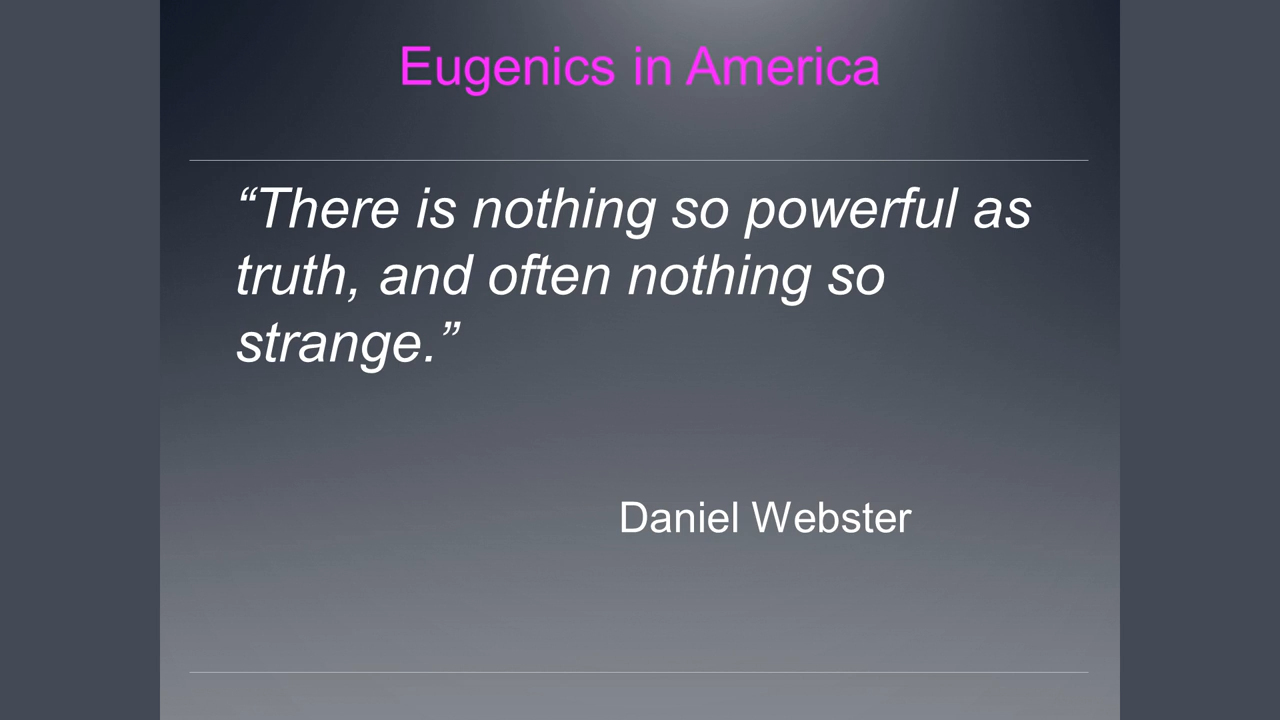 Eugenics in America
“There is nothing so powerful as
truth, and often nothing so
strange.”
Daniel Webster